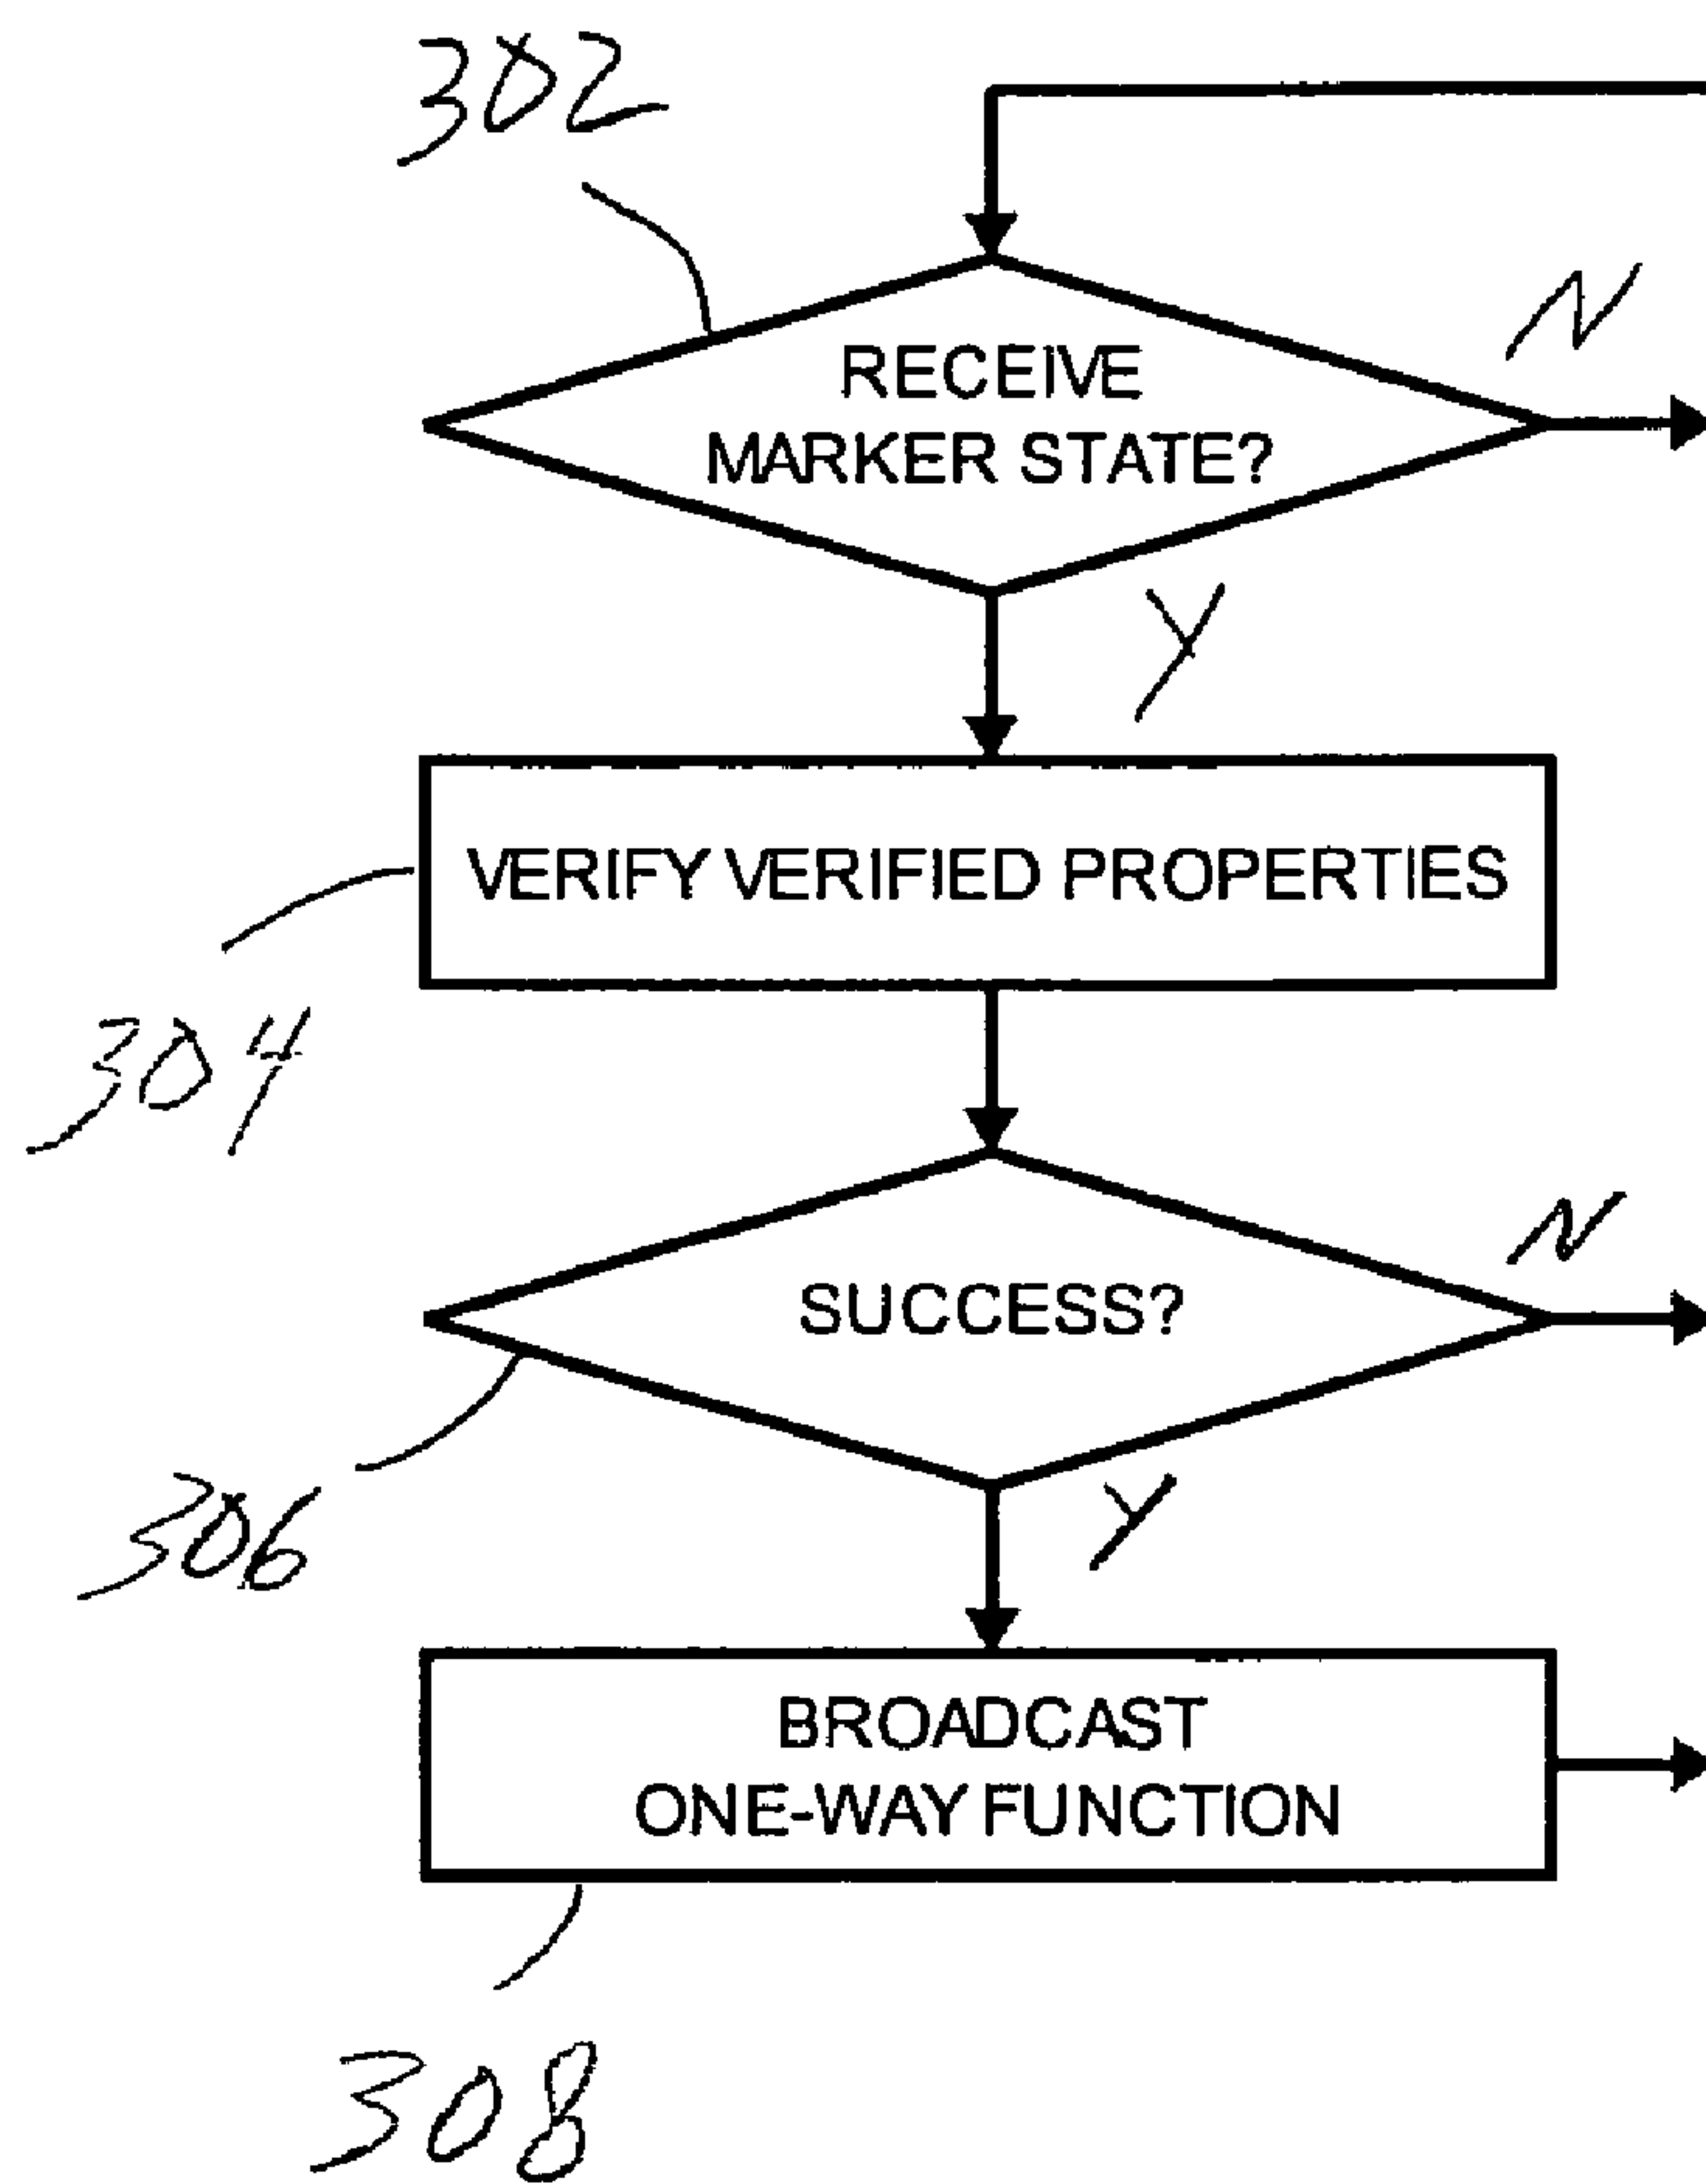 302
RECEIVE
N
MARKER STATE?
Y
VERIFY VERIFIED PROPERTIES
304
N
SUCCESS?
306
Y
BROADCAST
ONE-WAY FUNCTION
308